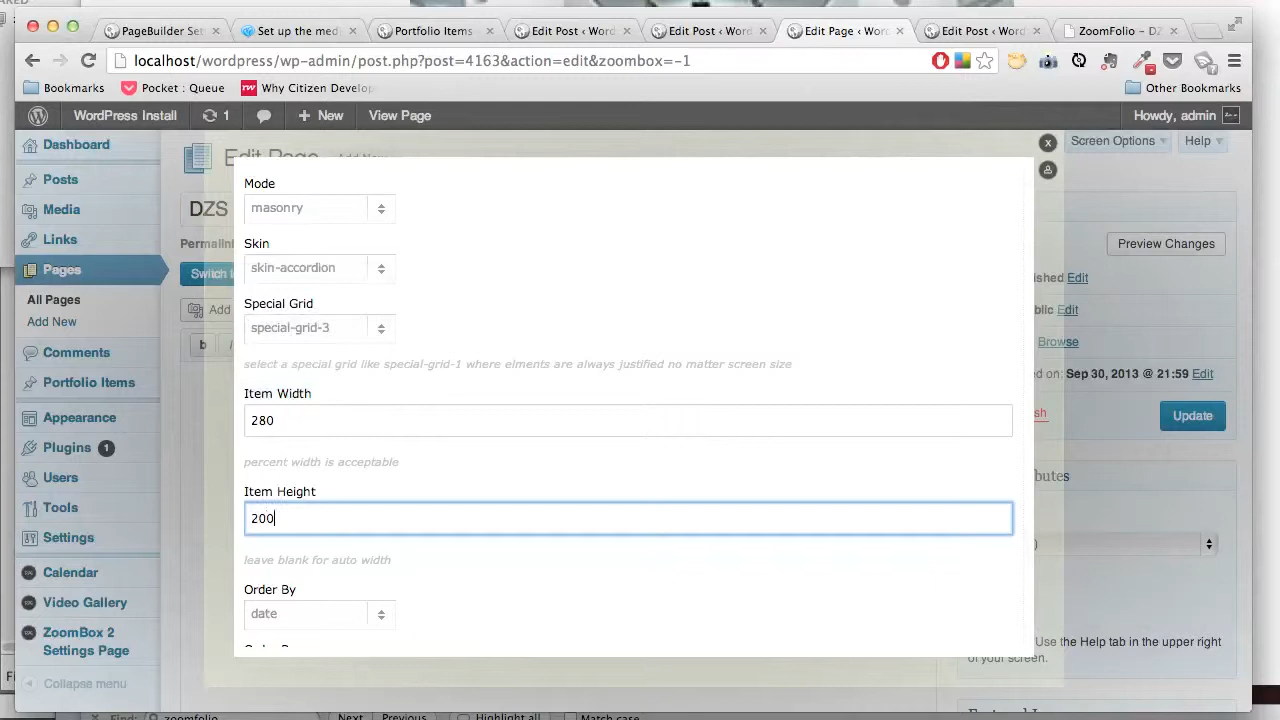 PageBuilder Se
Set up the med
Portfolio Items
Edit Post ‹ Word
Edit Post ‹ Word
Edit Page ‹ Wor
Edit Post ‹ Word
ZoomFolio – DZ
localhost/wordpress/wp-admin/post.php?post=4163&action=edit&zoombox=-1
Bookmarks
Pocket : Queue
Why Citizen Develo
Other Bookmarks
WordPress Install
1
+ New
View Page
Howdy, admin
Dashboard
Posts
Media
Links
Pages
All Pages
Add New
Comments
Portfolio Items
Appearance
Plugins 1
Users
Tools
Settings
Calendar
Video Gallery
ZoomBox 2
Settings Page
Collapse menu
Edit Page
Add New
Screen Options
Help
DZS
Permalink
Switch
Add
b
i
Mode
masonry
Skin
skin-accordion
Special Grid
special-grid-3
select a special grid like special-grid-1 where elments are always justified no matter screen size
Item Width
280
percent width is acceptable
Item Height
200
leave blank for auto width
Order By
date
x
Preview Changes
ished Edit
blic Edit
Browse
ed on: Sep 30, 2013 @ 21:59 Edit
sh
Update
butes
)
Use the Help tab in the upper right
of your screen.
Find:
zoomfolio
Next
Previous
Highlight all
Match case